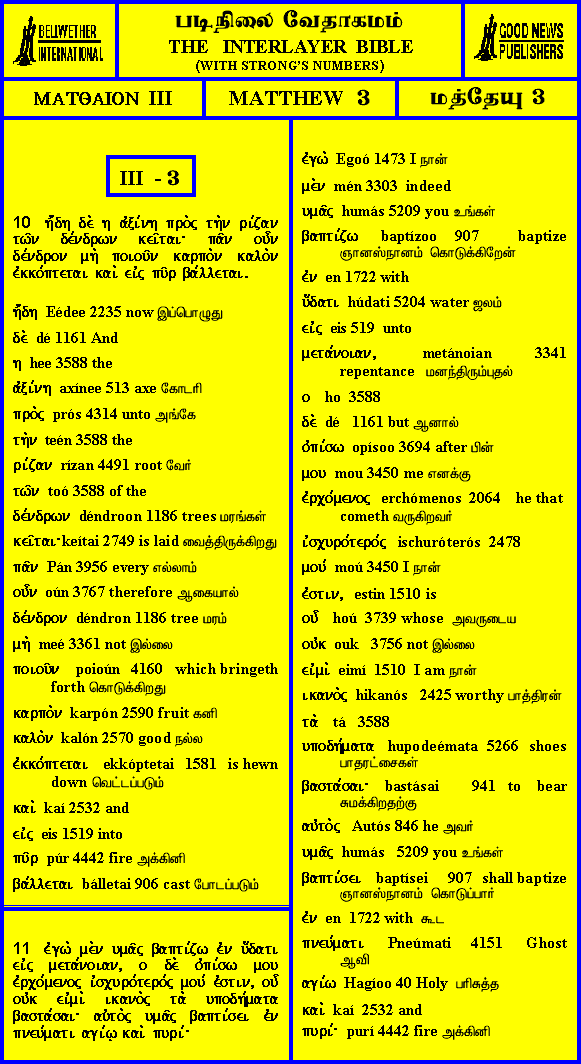 BELLWETHER
INTERNATIONAL
படிநிலை வேதாகமம்
THE INTERLAYER BIBLE
(WITH STRONG'S NUMBERS)
GOOD NEWS
PUBLISHERS
ΜΑΤΘΑΙΟΝ III
MATTHEW 3
மத்தேயு 3
III - 3
10 ἤδη δὲ η ἀξίνη πρὸς τὴν ρίζαν
τῶν δένδρων κεῖται· πᾶν οὖν
δένδρον μὴ ποιοῦν καρπὸν καλὸν
ἐκκόπτεται καὶ εἰς πῦρ βάλλεται.
ἤδη Eédee 2235 now இப்பொழுது
δὲ dé 1161 And
η hee 3588 the
ἀξίνη axínee 513 axe கோடரி
πρὸς prós 4314 unto அங்கே
τὴν teén 3588 the
ρίζαν rízan 4491 root வேர்
τῶν toó 3588 of the
δένδρων déndroon 1186 trees மரங்கள்
κεῖται·keítai 2749 is laid வைத்திருக்கிறது
πᾶν Pán 3956 every எல்லாம்
οὖν oún 3767 therefore ஆகையால்
δένδρον déndron 1186 tree மரம்
μὴ meé 3361 not இல்லை
ποιοῦν poioún 4160 which bringeth
forth கொடுக்கிறது
καρπὸν karpón 2590 fruit கனி
καλὸν kalón 2570 good நல்ல
ἐκκόπτεται ekkóptetai 1581 is hewn
down வெட்டப்படும்
καὶ kaí 2532 and
εἰς eis 1519 into
πῦρ púr 4442 fire அக்கினி
βάλλεται bálletai 906 cast போடப்படும்
11 ἐγὼ μὲν υμᾶς βαπτίζω ἐν ὕδατι
εἰς μετάνοιαν, ο δὲ ὀπίσω μου
ἐρχόμενος ἰσχυρότερός μού ἐστιν, οὗ
οὐκ εἰμὶ ικανὸς τὰ υποδήματα
βαστάσαι· αὐτὸς υμᾶς βαπτίσει ἐν
πνεύματι αγίῳ καὶ πυρί·
ἐγὼ Egoó 1473 I நான்
μὲν mén 3303 indeed
υμᾶς humás 5209 you உங்கள்
βαπτίζω baptízoo 907 baptize
ஞானஸ்நானம் கொடுக்கிறேன்
ἐν en 1722 with
ὕδατι húdati 5204 water ஜலம்
εἰς eis 519 unto
μετάνοιαν, metánoian 3341
repentance மனந்திரும்புதல்
ο ho 3588
δὲ dé 1161 but ஆனால்
ὀπίσω opísoo 3694 after பின்
μου mou 3450 me எனக்கு
ἐρχόμενος erchómenos 2064 he that
cometh வருகிறவர்
ἰσχυρότερός ischuróterós 2478
μού moú 3450 I நான்
ἐστιν, estin 1510 is
οὗ hoú 3739 whose அவருடைய
οὐκ ouk 3756 not இல்லை
εἰμὶ eimí 1510 I am நான்
ικανὸς hikanós 2425 worthy பாத்திரன்
τὰ tá 3588
υποδήματα hupodeémata 5266 shoes
பாதரட்சைகள்
βαστάσαι· bastásai 941 to bear
சுமக்கிறதற்கு
αὐτὸς Autós 846 he அவர்
υμᾶς humás 5209 you உங்கள்
βαπτίσει baptísei 907 shall baptize
ஞானஸ்நானம் கொடுப்பார்
ἐν en 1722 with கூட
πνεύματι Pneúmati 4151 Ghost
ஆவி
αγίω Hagíoo 40 Holy பரிசுத்த
καὶ kaí 2532 and
πυρί· purí 4442 fire அக்கினி